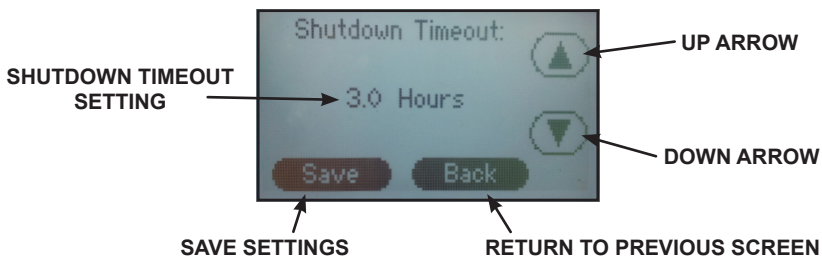 Shutdown Timeout:
UP ARROW
SHUTDOWN TIMEOUT
SETTING
3.0 Hours
DOWN ARROW
Save Back
SAVE SETTINGS
RETURN TO PREVIOUS SCREEN